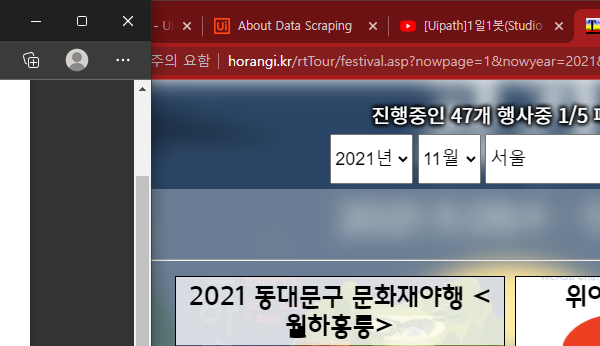 - Ui
About Data Scraping
[Uipath]1일1봇(Studio
주의 요함
horangi.kr/rtTour/festival.asp?nowpage=1&nowyear=2021&
진행중인 47개 행사중 1/5
2021년
11월
서울
2021 동대문구 문화재야행 <
월하홍릉>
위